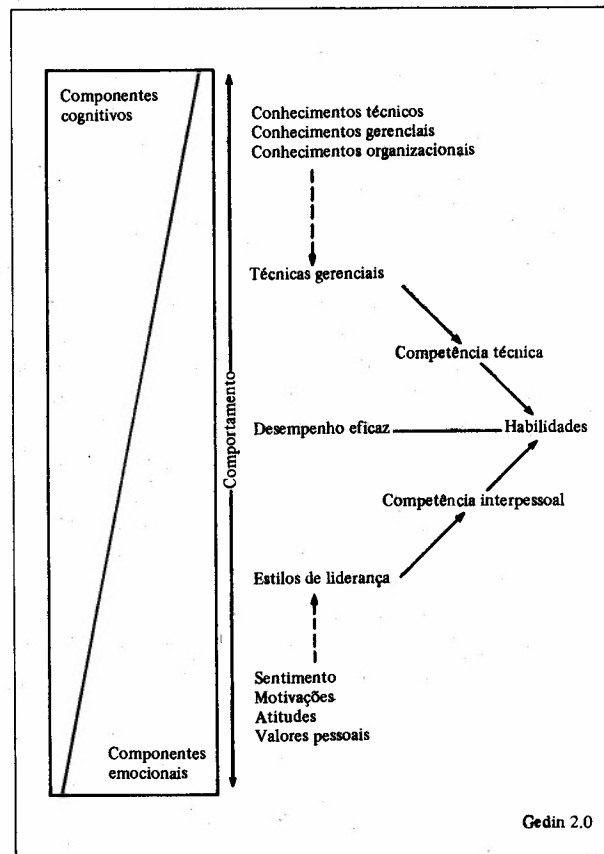 Componentes
cognitivos
Conhecimentos técnicos
Conhecimentos gerenciais
Conhecimentos organizacionais
Técnicas gerenciais
Competência técnica
Comportamento
Desempenho eficaz
Habilidades
Competência interpessoal
Estilos de liderança
Sentimento
Motivações
Atitudes
Valores pessoais
Componentes
emocionais
Gedin 2.0